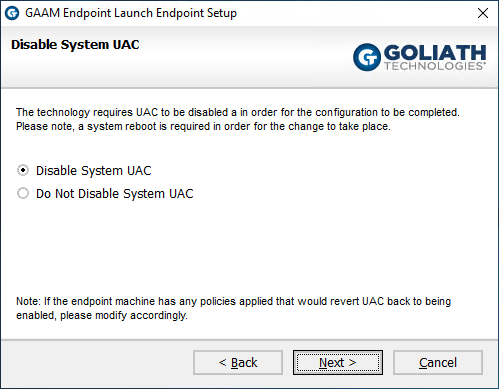 GAAM Endpoint Launch Endpoint Setup
Disable System UAC
GOLIATH
TECHNOLOGIES
The technology requires UAC to be disabled a in order for the configuration to be completed.
Please note, a system reboot is required in order for the change to take place.
Disable System UAC
Do Not Disable System UAC
Note: If the endpoint machine has any policies applied that would revert UAC back to being
enabled, please modify accordingly.
< Back
Next >
Cancel